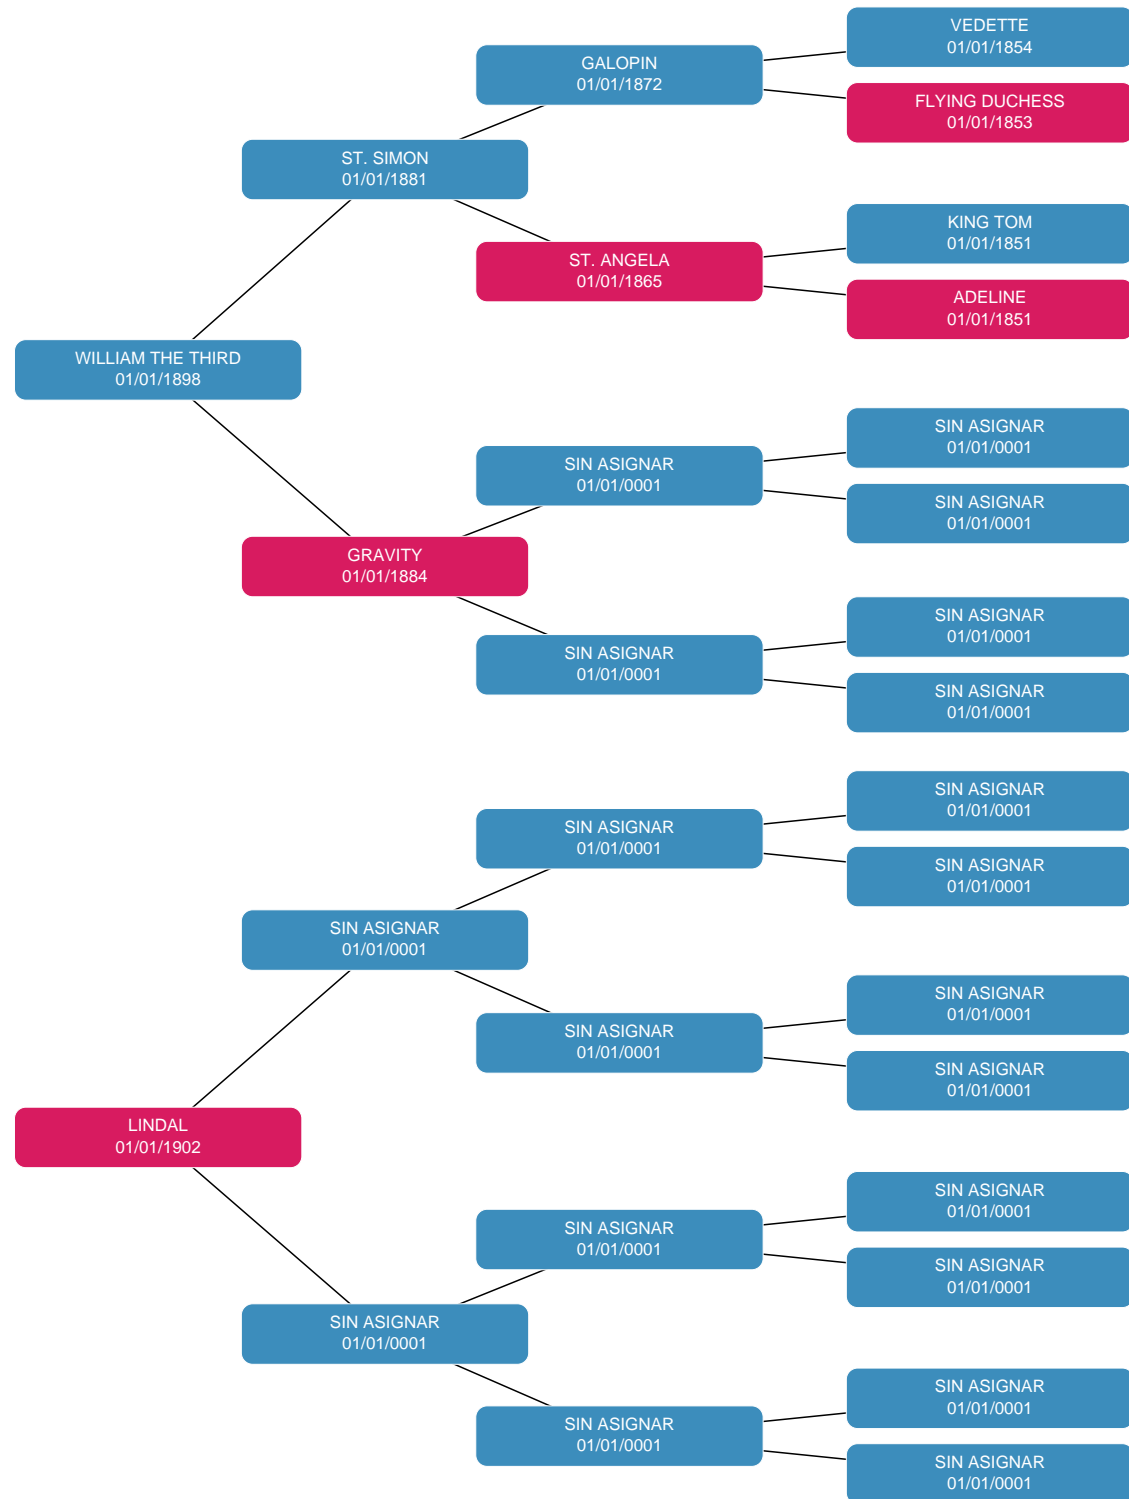 VEDETTE
01/01/1854
GALOPIN
01/01/1872
FLYING DUCHESS
01/01/1853
ST. SIMON
01/01/1881
KING TOM
01/01/1851
ST. ANGELA
01/01/1865
ADELINE
01/01/1851
WILLIAM THE THIRD
01/01/1898
SIN ASIGNAR
01/01/0001
SIN ASIGNAR
01/01/0001
SIN ASIGNAR
01/01/0001
GRAVITY
01/01/1884
SIN ASIGNAR
01/01/0001
SIN ASIGNAR
01/01/0001
SIN ASIGNAR
01/01/0001
SIN ASIGNAR
01/01/0001
SIN ASIGNAR
01/01/0001
SIN ASIGNAR
01/01/0001
SIN ASIGNAR
01/01/0001
SIN ASIGNAR
01/01/0001
SIN ASIGNAR
01/01/0001
SIN ASIGNAR
01/01/0001
LINDAL
01/01/1902
SIN ASIGNAR
01/01/0001
SIN ASIGNAR
01/01/0001
SIN ASIGNAR
01/01/0001
SIN ASIGNAR
01/01/0001
SIN ASIGNAR
01/01/0001
SIN ASIGNAR
01/01/0001
SIN ASIGNAR
01/01/0001